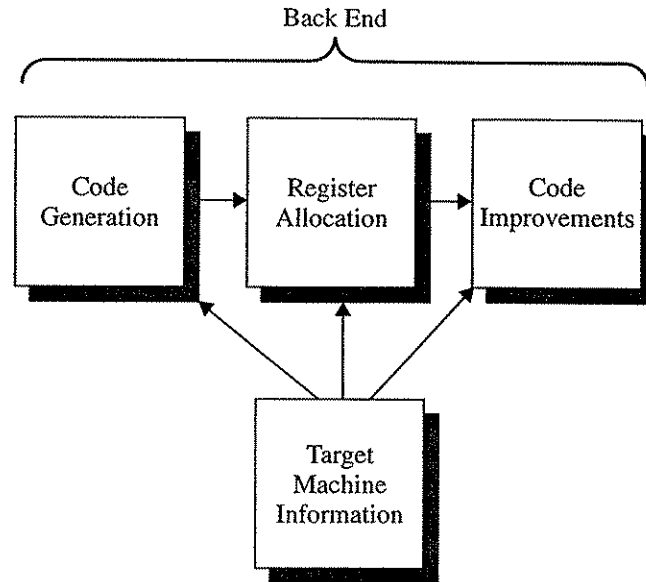 Back End
Code
Generation
Register
Allocation
Code
Improvements
Target
Machine
Information